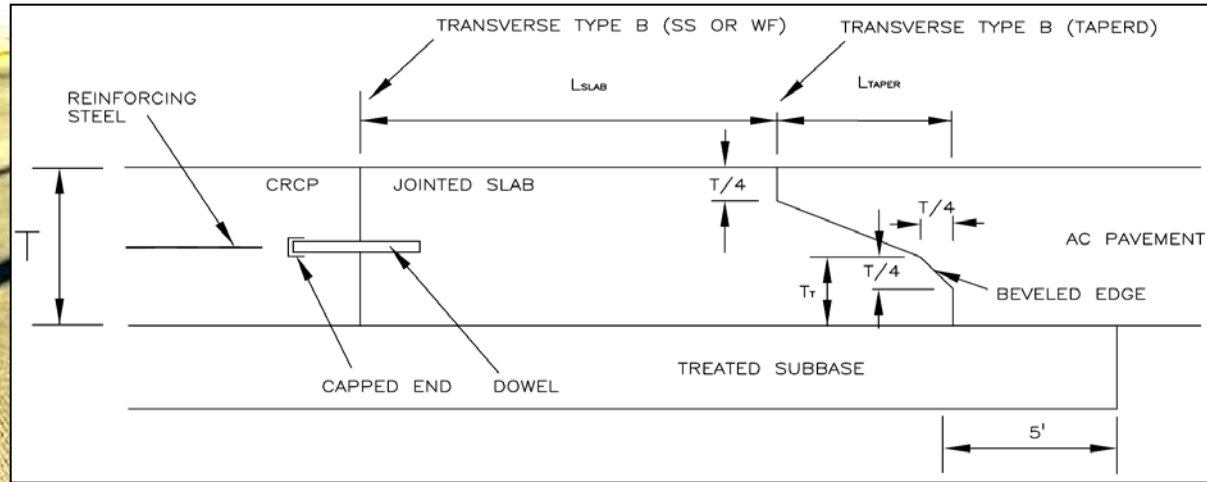 TRANSVERSE TYPE B (SS OR WF)
TRANSVERSE TYPE B (TAPERD)
REINFORCING
STEEL
LSLAB
LTAPER
CRCP
JOINTED SLAB
T/4
T/4
T
AC PAVEMENT
T/4
TT
BEVELED EDGE
CAPPED END
DOWEL
TREATED SUBBASE
5'